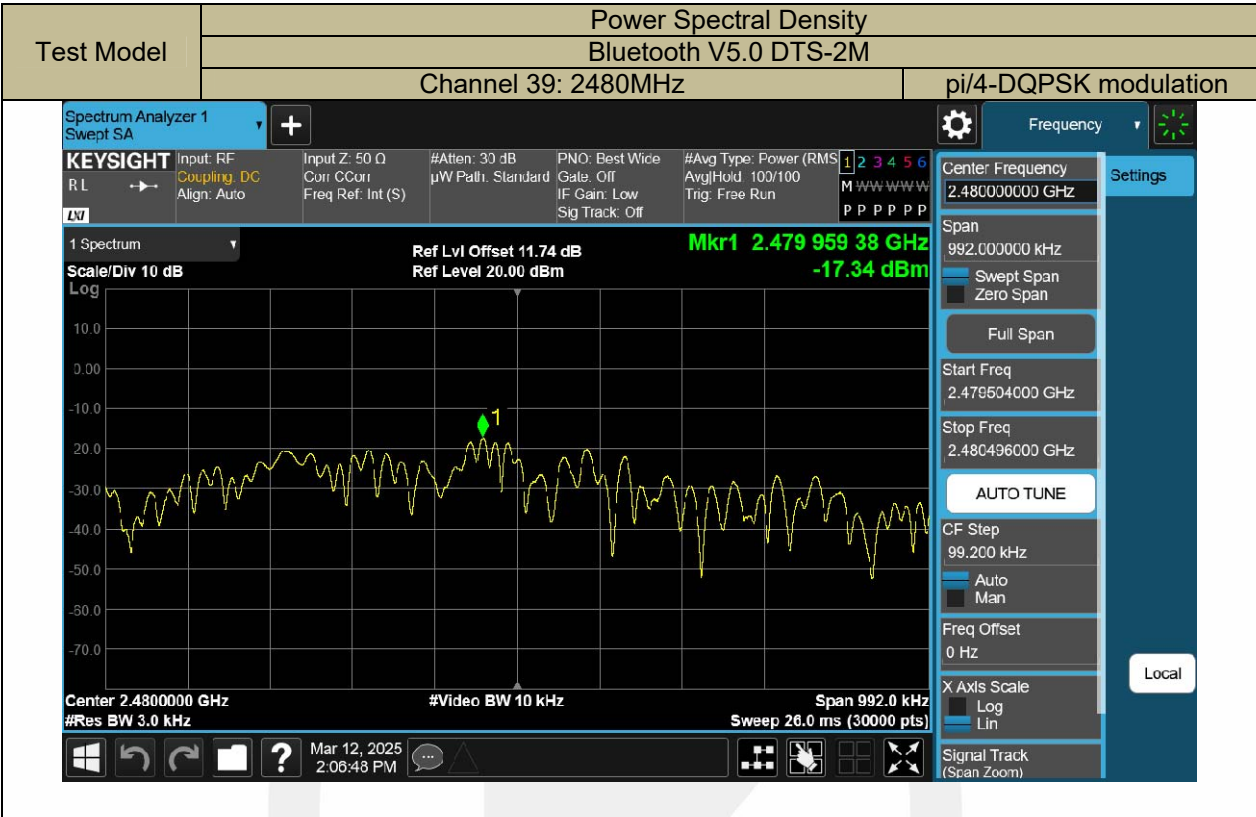 Test Model
Power Spectral Density
Bluetooth V5.0 DTS-2M
Channel 39: 2480MHz
pi/4-DQPSK modulation
Spectrum Analyzer 1
Swept SA
+
Frequency
KEYSIGHT
R L
LXI
Input: RF
Coupling: DC
Align: Auto
Input Z: 50 Ω
Corr CCorr
Freq Ref: Int (S)
#Atten: 30 dB
µW Path: Standard
PNO: Best Wide
Gate: Off
IF Gain: Low
Sig Track: Off
#Avg Type: Power (RMS
Avg|Hold: 100/100
Trig: Free Run
1 2 3 4 5 6
M W W W W W
P P P P P P
1 Spectrum
Scale/Div 10 dB
Log
Ref Lvl Offset 11.74 dB
Ref Level 20.00 dBm
Mkr1 2.479 959 38 GHz
-17.34 dBm
10.0
0.00
-10.0
20.0
-30.0
-40.0
-50.0
-60.0
-70.0
1
Center 2.4800000 GHz
#Res BW 3.0 kHz
#Video BW 10 kHz
Span 992.0 kHz
Sweep 26.0 ms (30000 pts)
?
Mar 12, 2025
2:06:48 PM
Center Frequency
2.480000000 GHz
Settings
Span
992.000000 kHz
Swept Span
Zero Span
Full Span
Start Freq
2.479504000 GHz
Stop Freq
2.480496000 GHz
AUTO TUNE
CF Step
99.200 kHz
Auto
Man
Freq Offset
0 Hz
Local
X Axis Scale
Log
Lin
Signal Track
(Span Zoom)